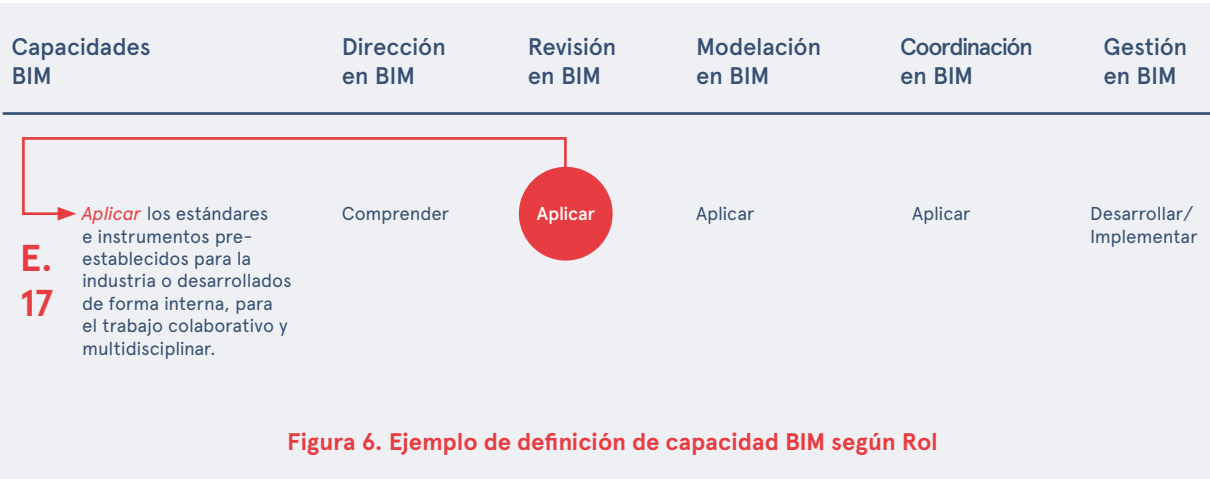 Capacidades
BIM
Dirección
en BIM
Revisión
en BIM
Modelación
en BIM
Coordinación
en BIM
Gestión
en BIM
E.
17
Aplicar los estándares
e instrumentos pre-
establecidos para la
industria o desarrollados
de forma interna, para
el trabajo colaborativo y
multidisciplinar.
Comprender
Aplicar
Aplicar
Aplicar
Desarrollar/
Implementar
Figura 6. Ejemplo de definición de capacidad BIM según Rol